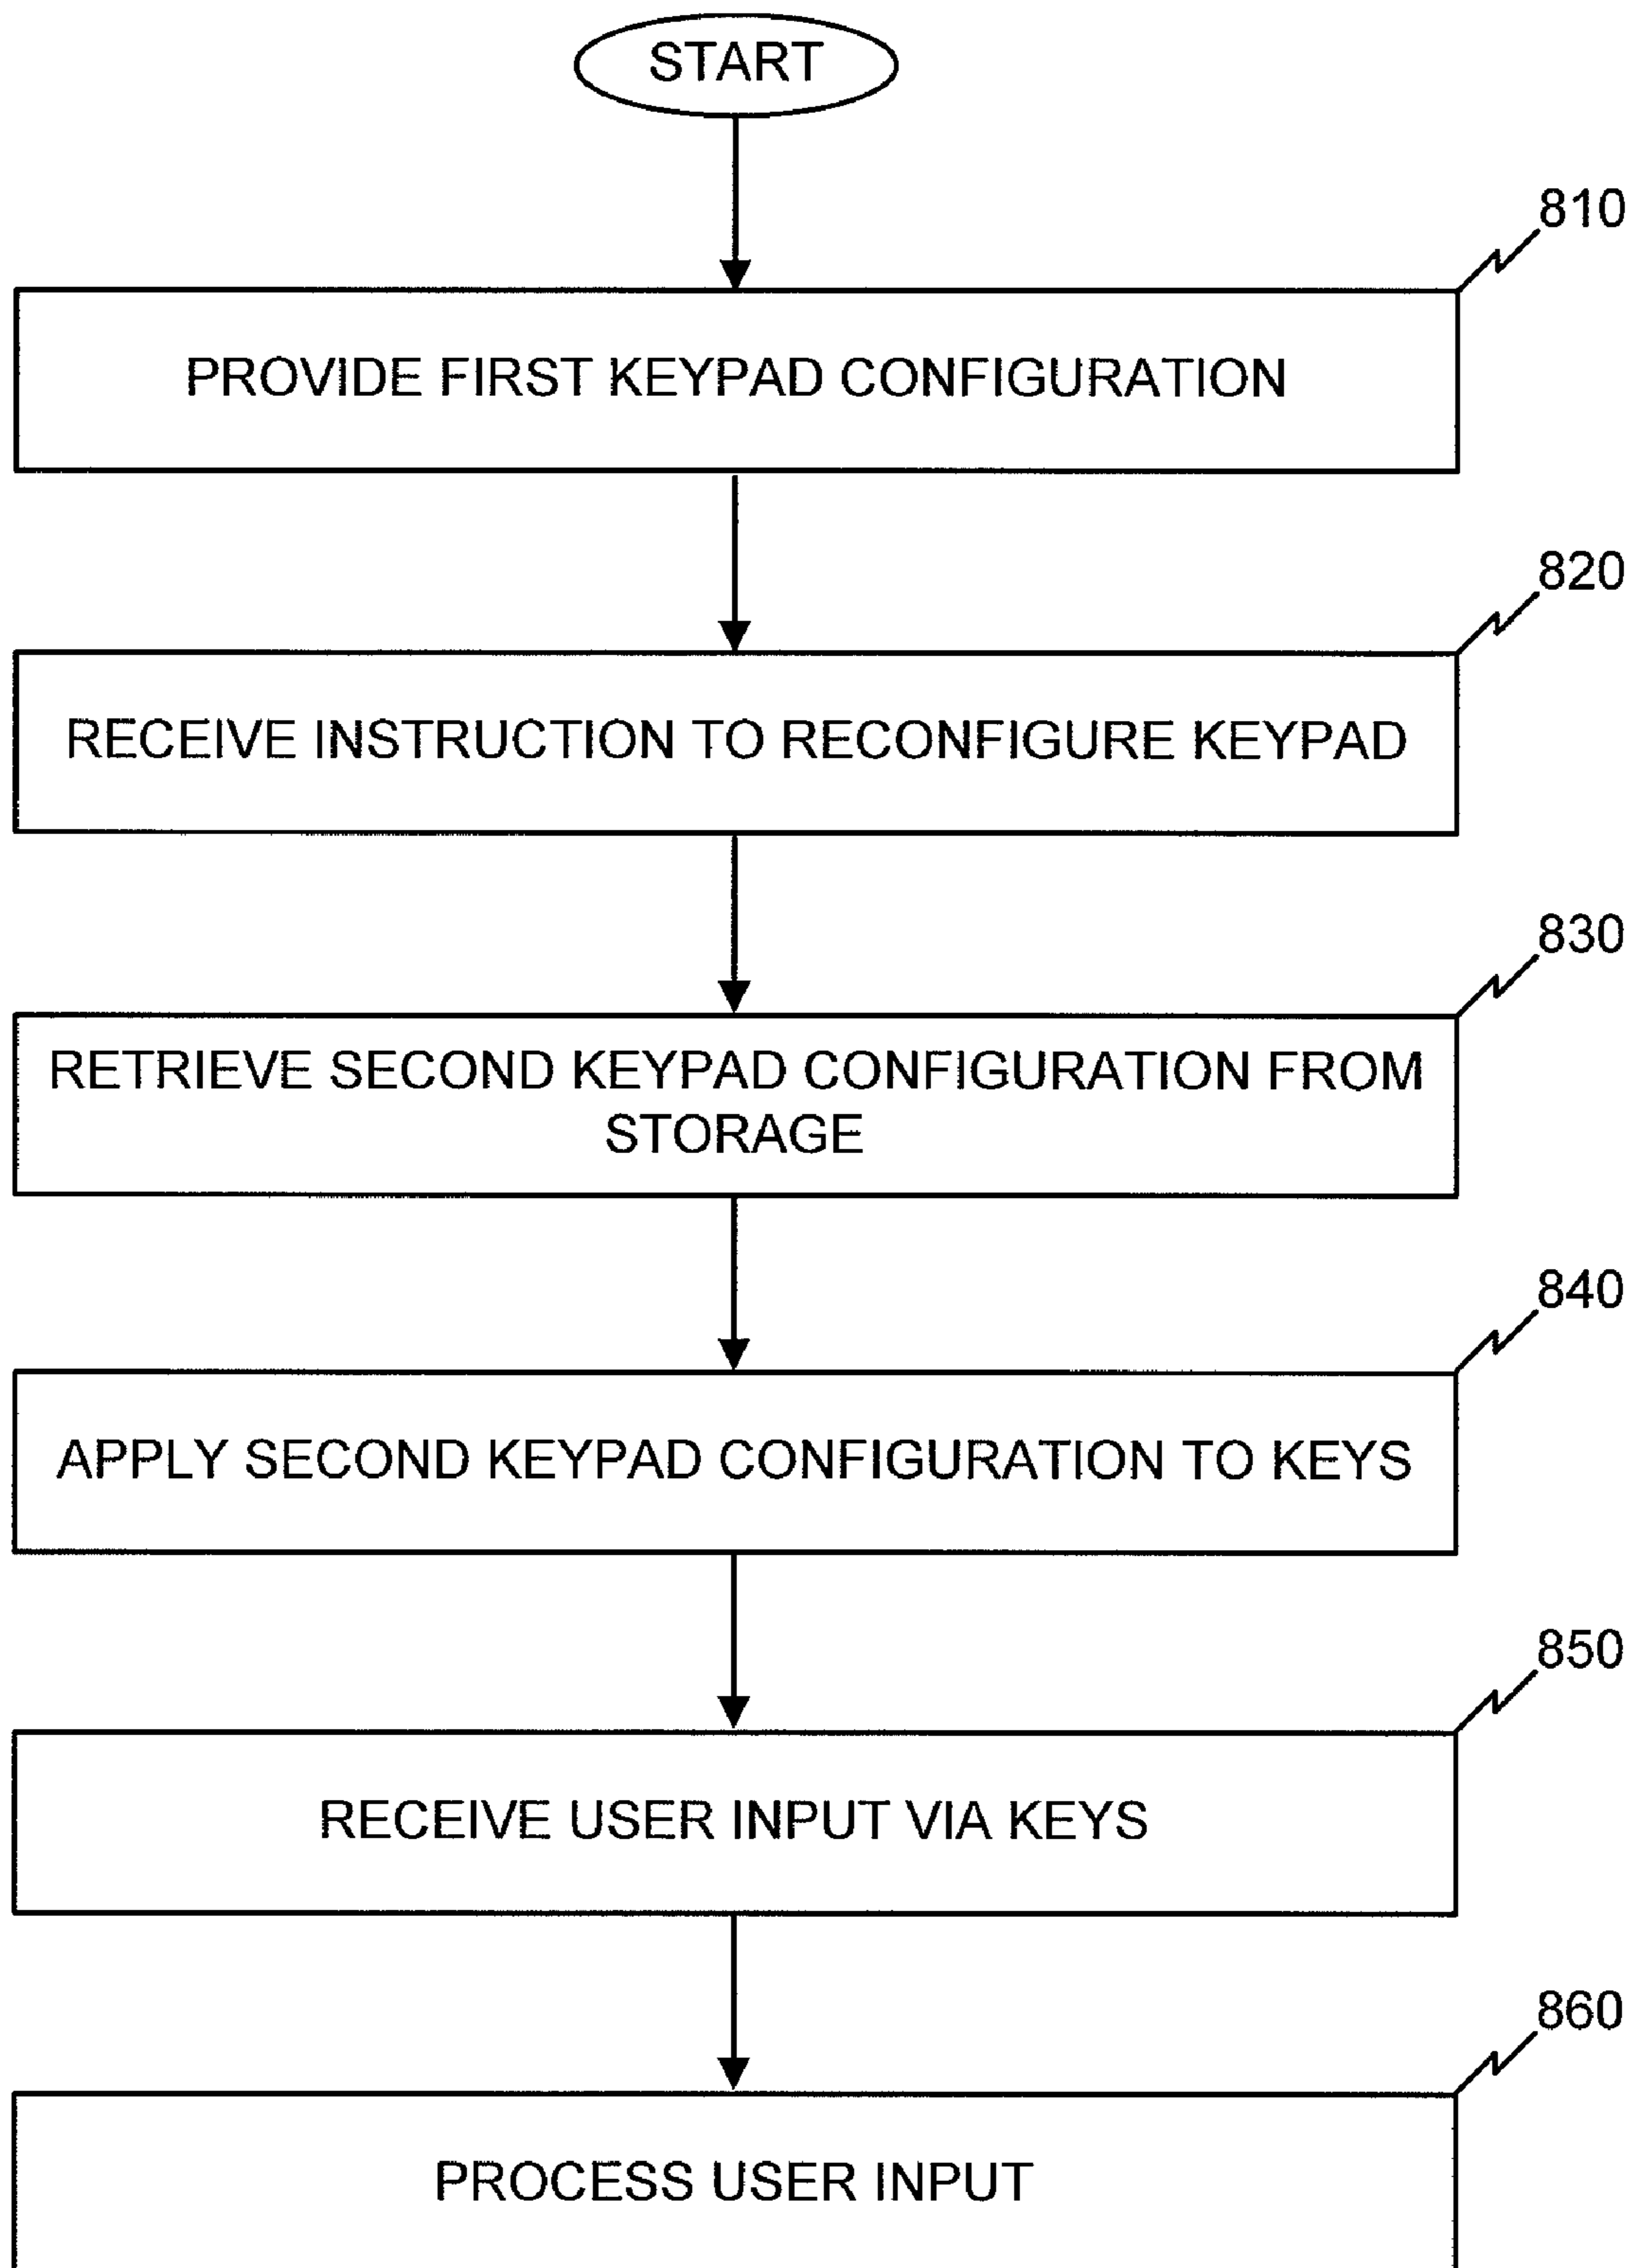 START
810
PROVIDE FIRST KEYPAD CONFIGURATION
820
RECEIVE INSTRUCTION TO RECONFIGURE KEYPAD
830
RETRIEVE SECOND KEYPAD CONFIGURATION FROM
STORAGE
840
APPLY SECOND KEYPAD CONFIGURATION TO KEYS
850
RECEIVE USER INPUT VIA KEYS
860
PROCESS USER INPUT